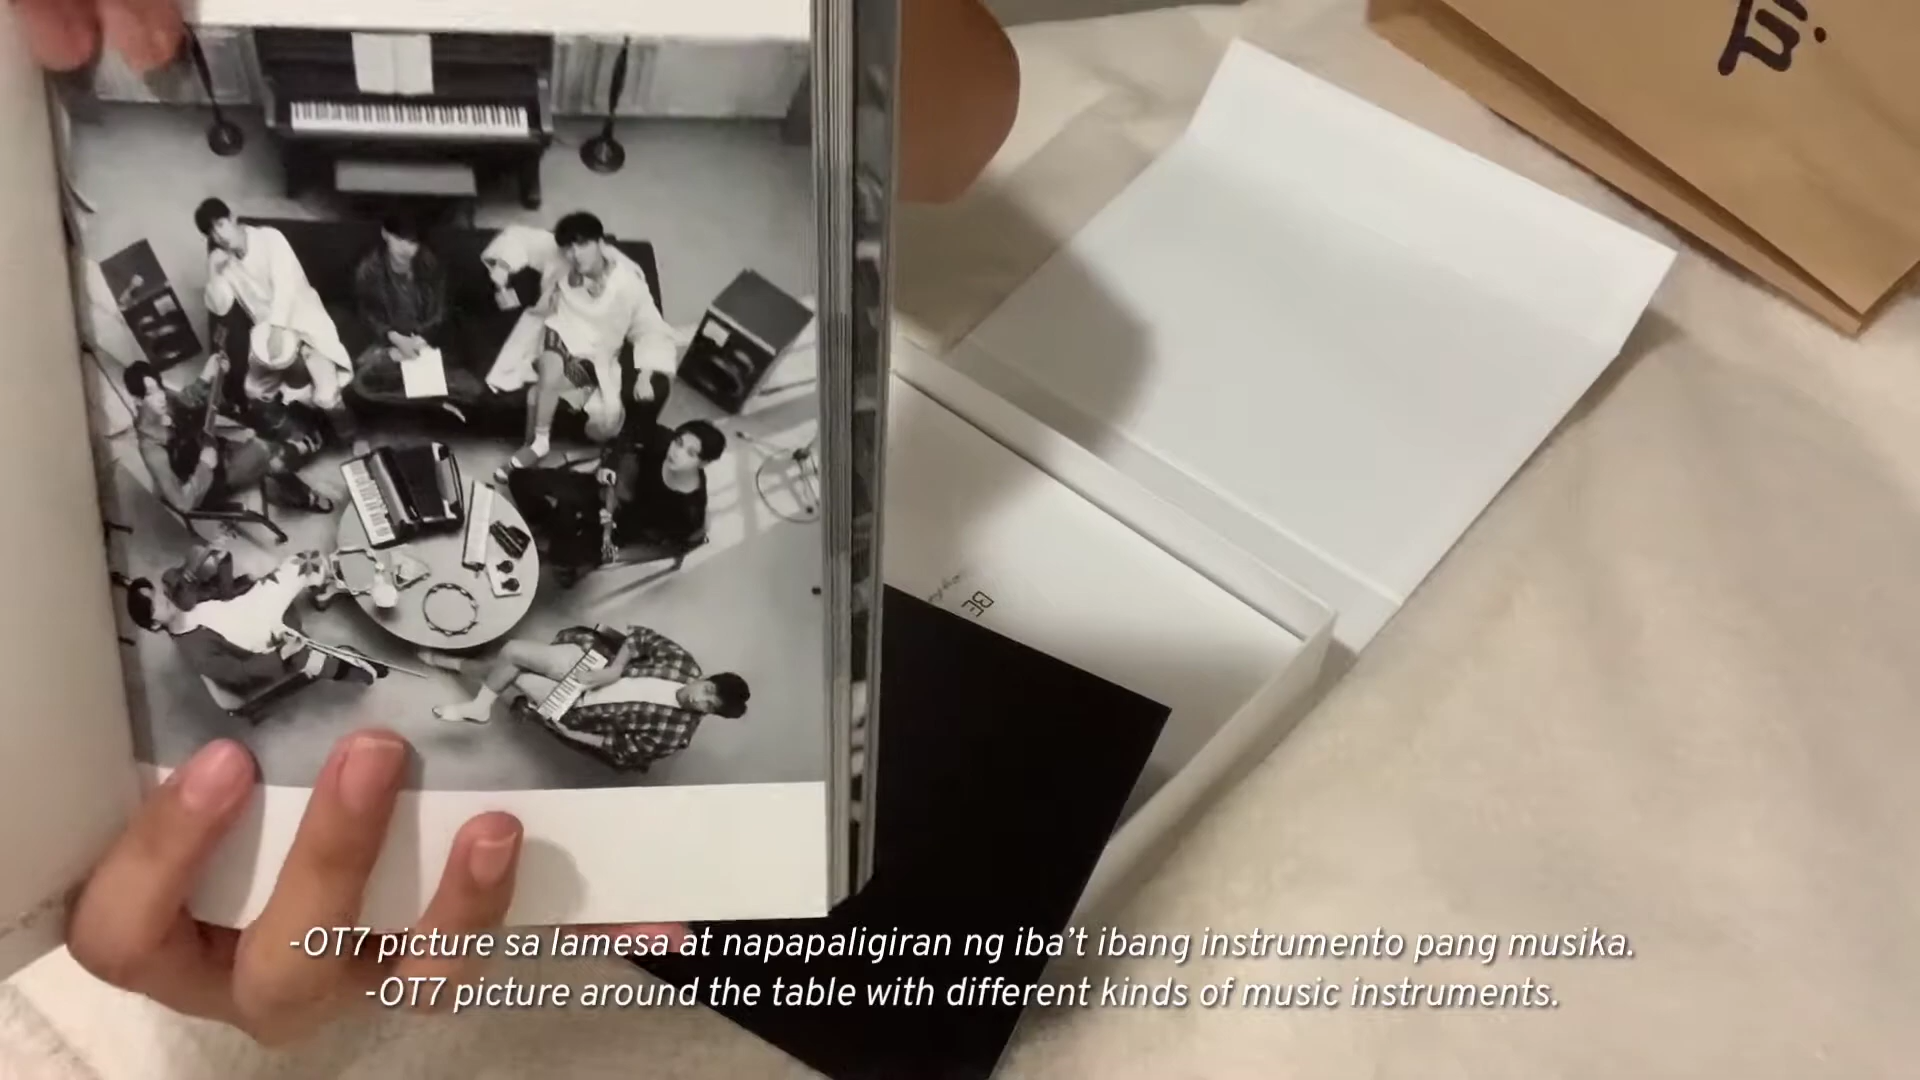 BE
-OT7 picture sa lamesa at napapaligiran ng iba't ibang instrumento pang musika.
-OT7 picture around the table with different kinds of music instruments.